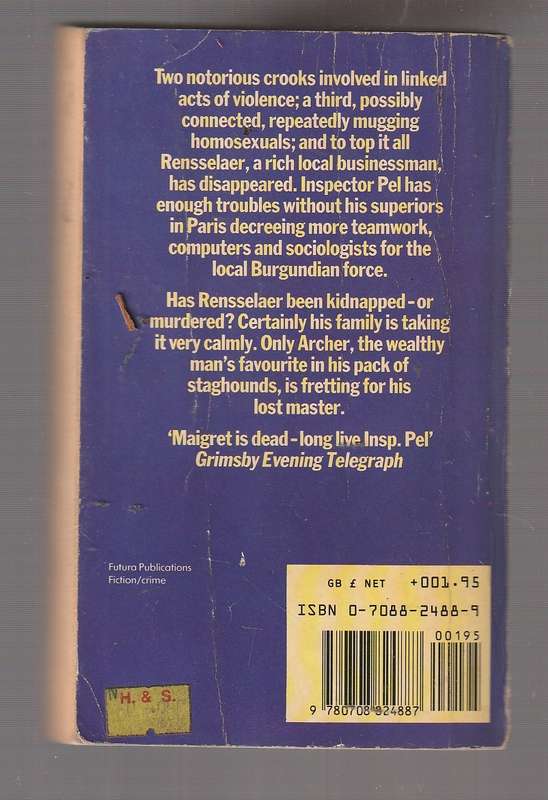 Two notorious crooks involved in linked
acts of violence; a third, possibly
connected, repeatedly mugging
homosexuals; and to top it all
Rensselaer, a rich local businessman,
has disappeared. Inspector Pel has
enough troubles without his superiors
in Paris decreeing more teamwork,
computers and sociologists for the
local Burgundian force.
Has Rensselaer been kidnapped – or
murdered? Certainly his family is taking
it very calmly. Only Archer, the wealthy
man's favourite in his pack of
staghounds, is fretting for his
lost master.
'Maigret is dead – long live Insp. Pel'
Grimsby Evening Telegraph
Futura Publications
Fiction/crime
GB £ NET +001.95
ISBN 0-7088-2488-9
00195
9 780708 824887
H. & S.